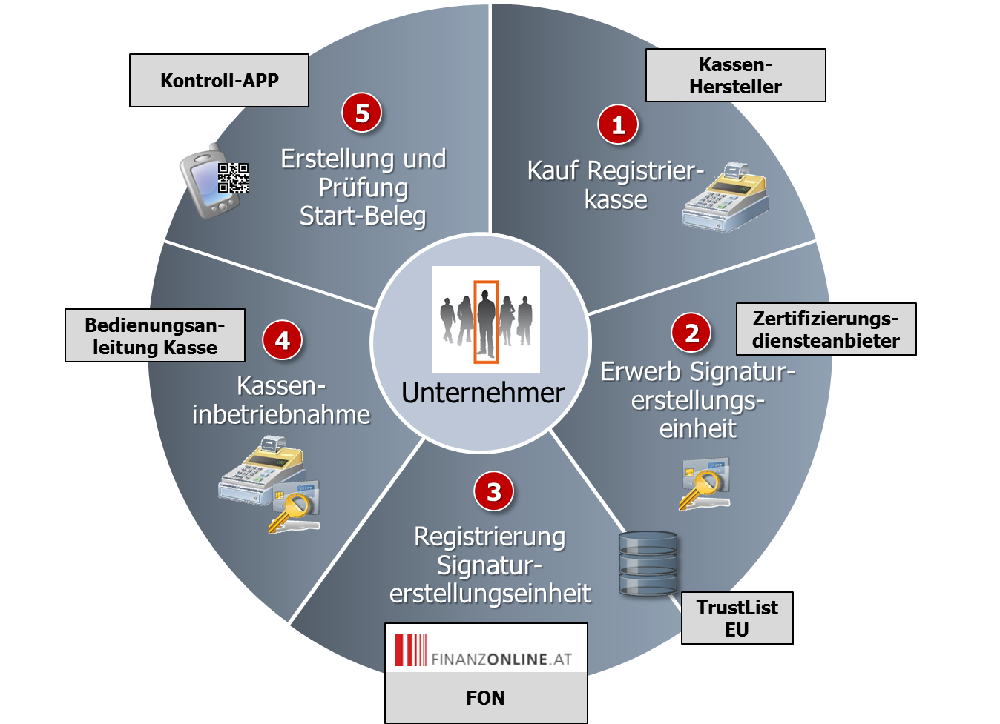 Kassen-
Hersteller
1
Kauf Registrier-
kasse
Zertifizierungs-
diensteanbieter
2
Erwerb Signatur-
erstellungs-
einheit
TrustList
EU
3
Registrierung
Signatur-
erstellungseinheit
FINANZONLINE.AT
FON
Bedienungsan-
leitung Kasse
4
Kassen-
inbetriebnahme
Kontroll-APP
5
Erstellung und
Prüfung
Start-Beleg
Unternehmer